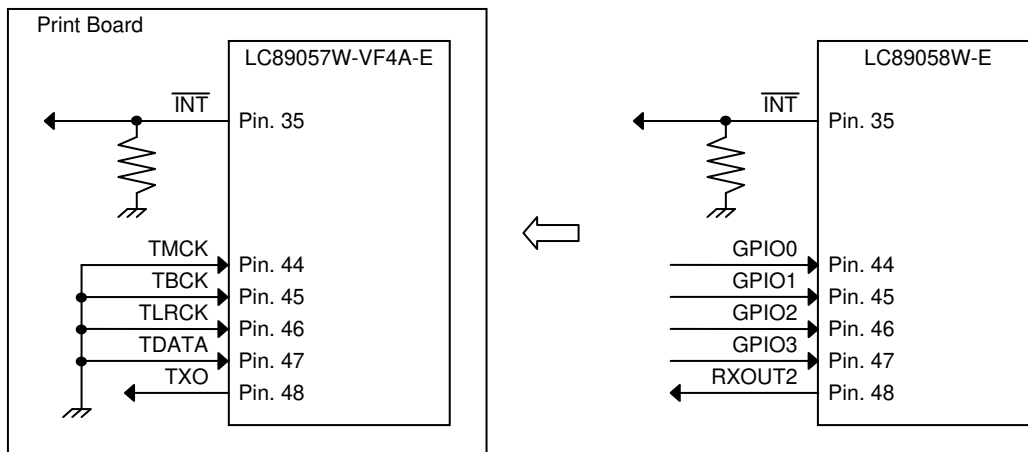 Print Board
LC89057W-VF4A-E
INT
Pin. 35
TMCK
Pin. 44
TBCK
Pin. 45
TLRCK
Pin. 46
TDATA
Pin. 47
TXO
Pin. 48
LC89058W-E
INT
Pin. 35
GPIO0
Pin. 44
GPIO1
Pin. 45
GPIO2
Pin. 46
GPIO3
Pin. 47
RXOUT2
Pin. 48